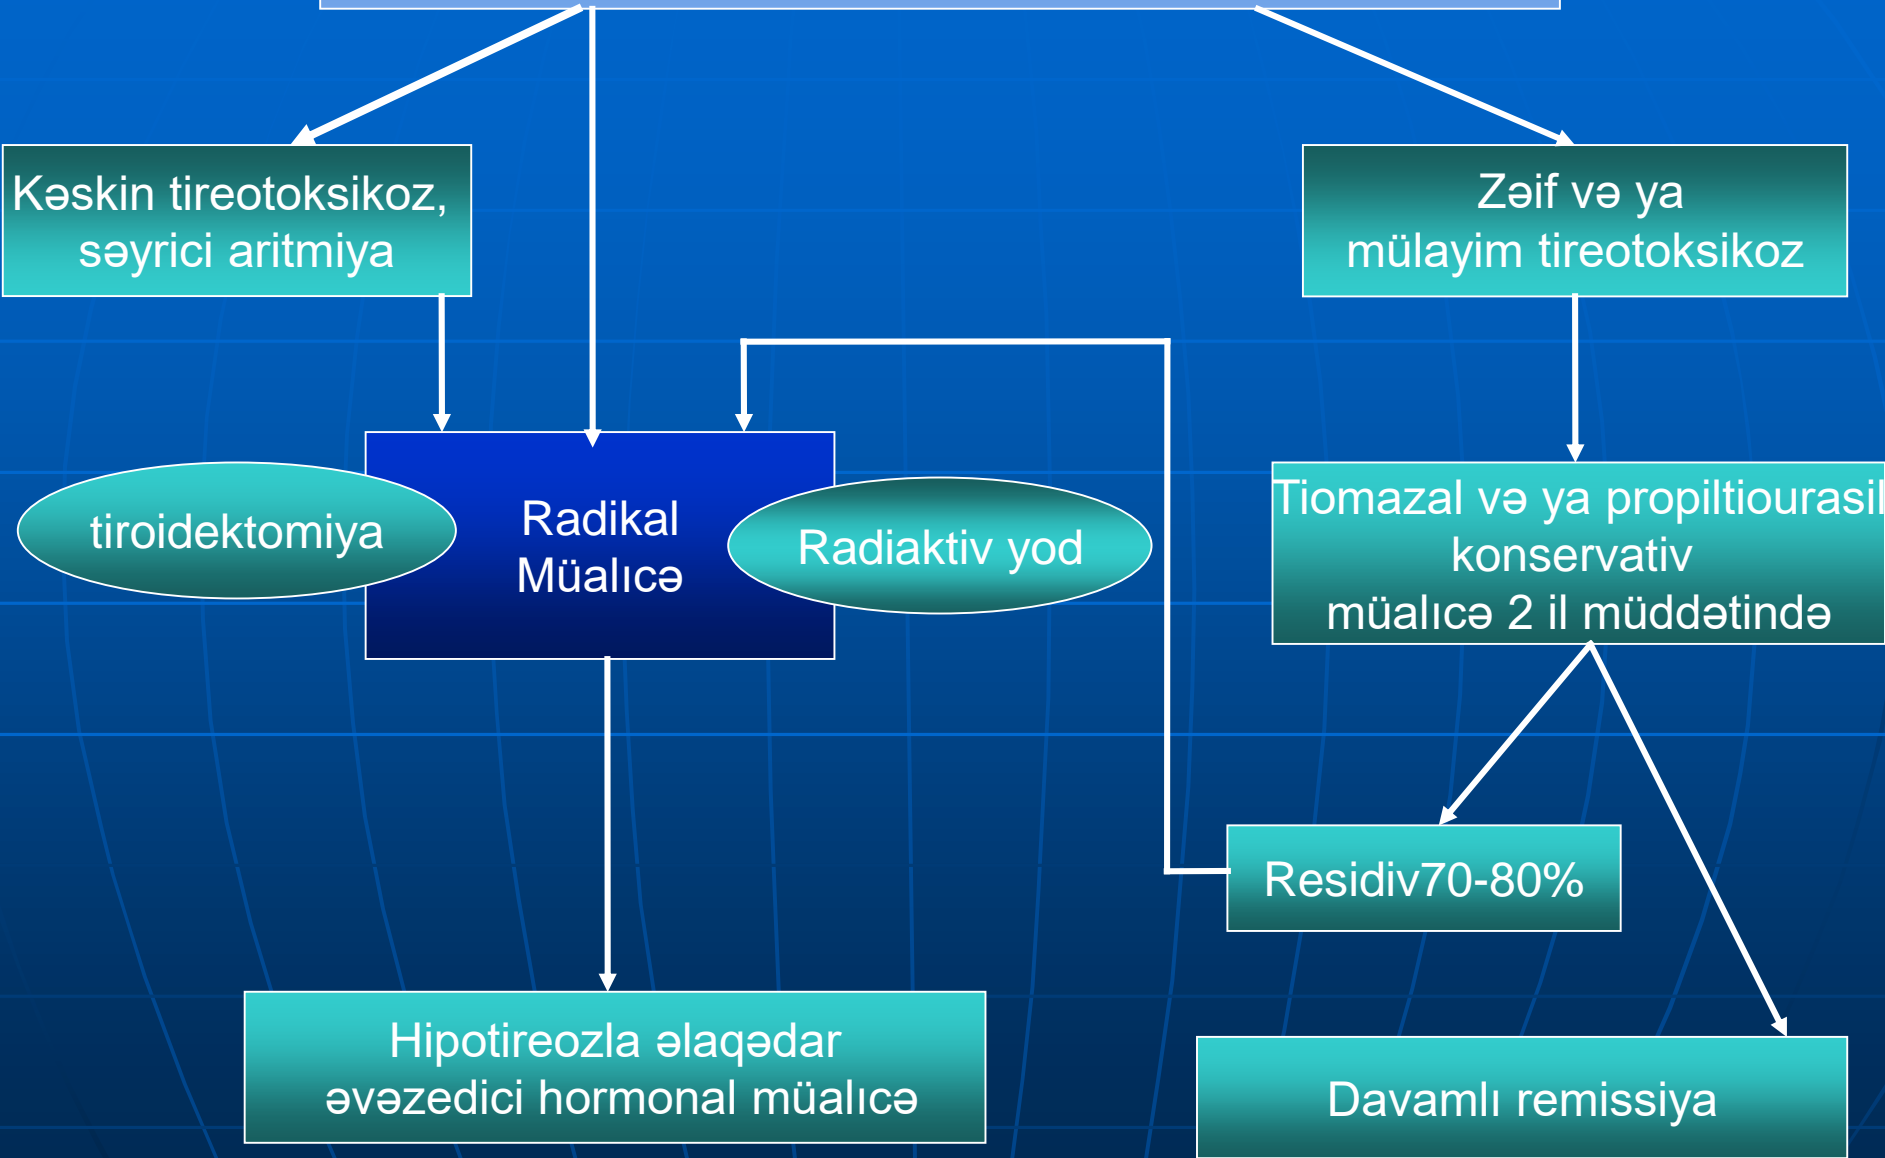 Kəskin tireotoksikoz,
səyrici aritmiya
Zəif və ya
mülayim tireotoksikoz
tiroidektomiya
Radikal
Müalıcə
Radiaktiv yod
Tiomazal və ya propiltiourasil
konservativ
müalıcə 2 il müddətində
Residiv70-80%
Hipotireozla əlaqədar
əvəzedici hormonal müalıcə
Davamlı remissiya